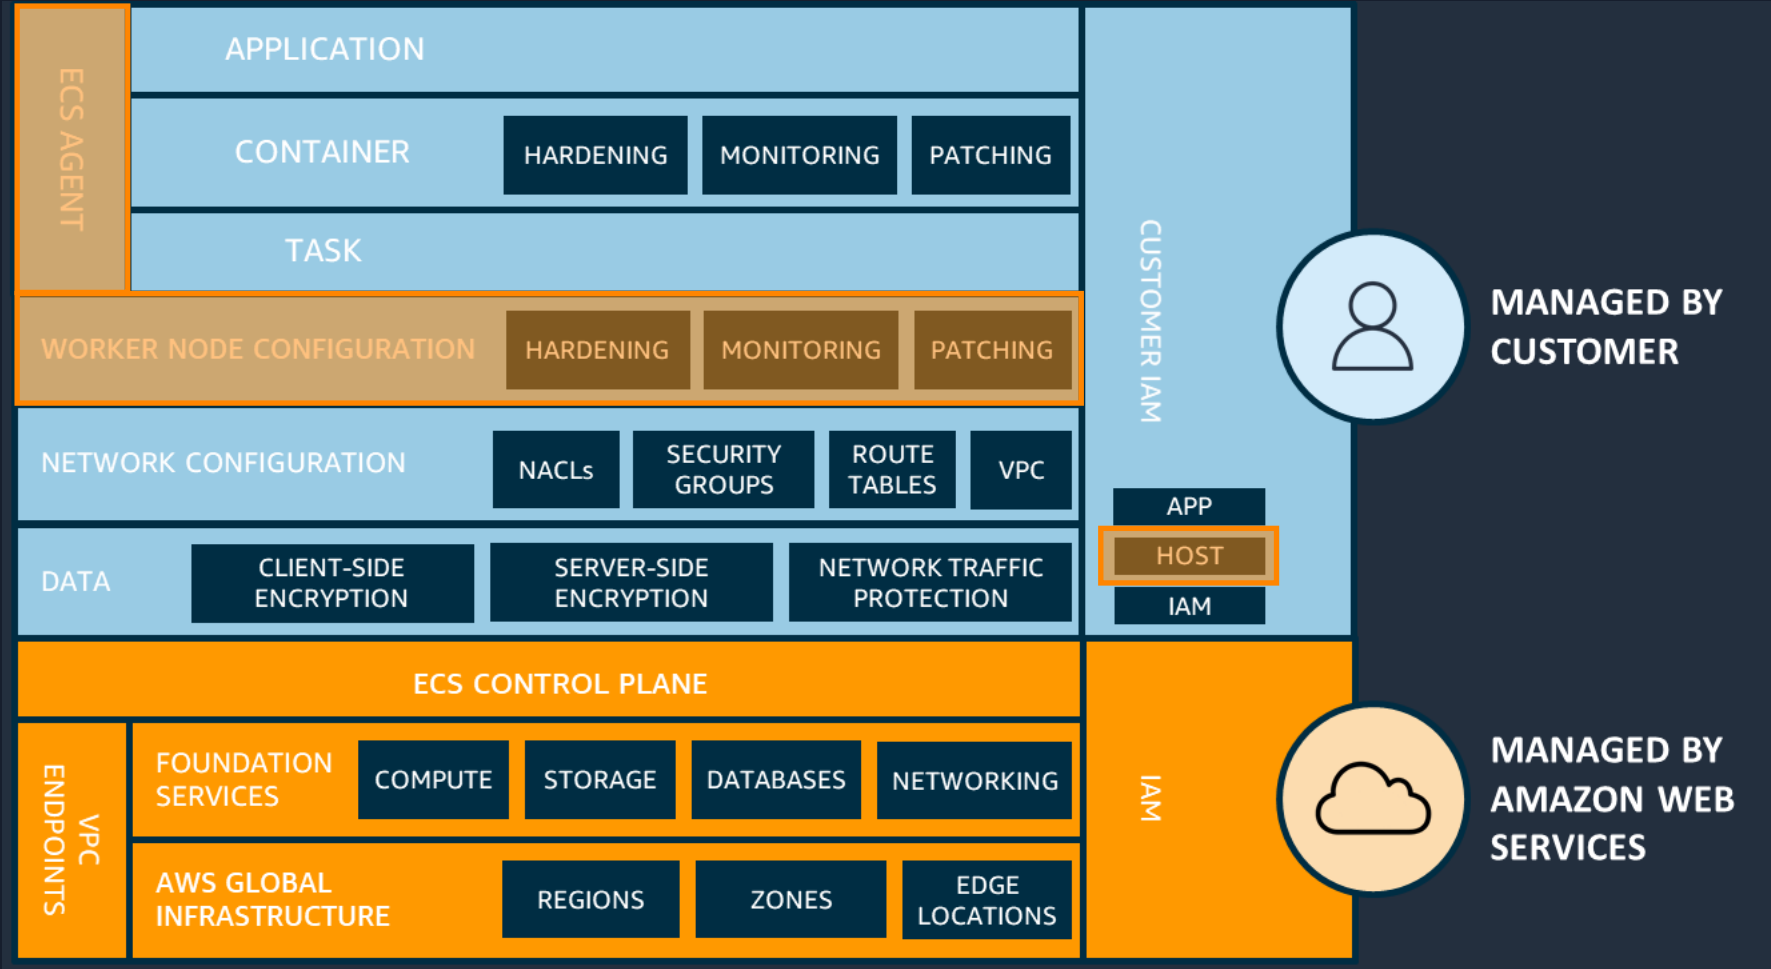 ECS AGENT
APPLICATION
CONTAINER
HARDENING
MONITORING
PATCHING
TASK
WORKER NODE CONFIGURATION
HARDENING
MONITORING
PATCHING
NETWORK CONFIGURATION
NACLs
SECURITY
GROUPS
ROUTE
TABLES
VPC
DATA
CLIENT-SIDE
ENCRYPTION
SERVER-SIDE
ENCRYPTION
NETWORK TRAFFIC
PROTECTION
CUSTOMER IAM
APP
HOST
IAM
MANAGED BY
CUSTOMER
ECS CONTROL PLANE
VPC
ENDPOINTS
FOUNDATION
SERVICES
COMPUTE
STORAGE
DATABASES
NETWORKING
AWS GLOBAL
INFRASTRUCTURE
REGIONS
ZONES
EDGE
LOCATIONS
IAM
MANAGED BY
AMAZON WEB
SERVICES